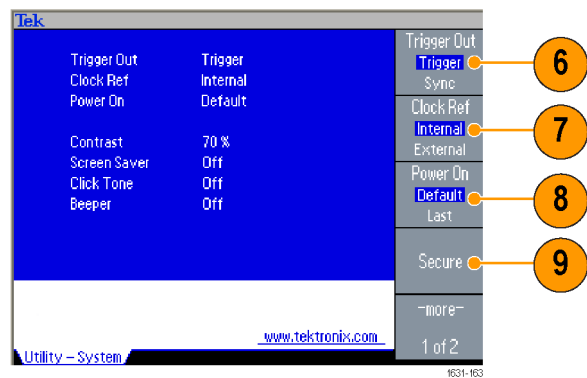 Tek
Trigger Out Trigger
Clock Ref Internal
Power On Default
Contrast 70 %
Screen Saver Off
Click Tone Off
Beeper Off
www.tektronix.com
Utility – System
Trigger Out
Trigger
Sync
Clock Ref
Internal
External
Power On
Default
Last
Secure
-more-
1 of 2
6
7
8
9
1631-163